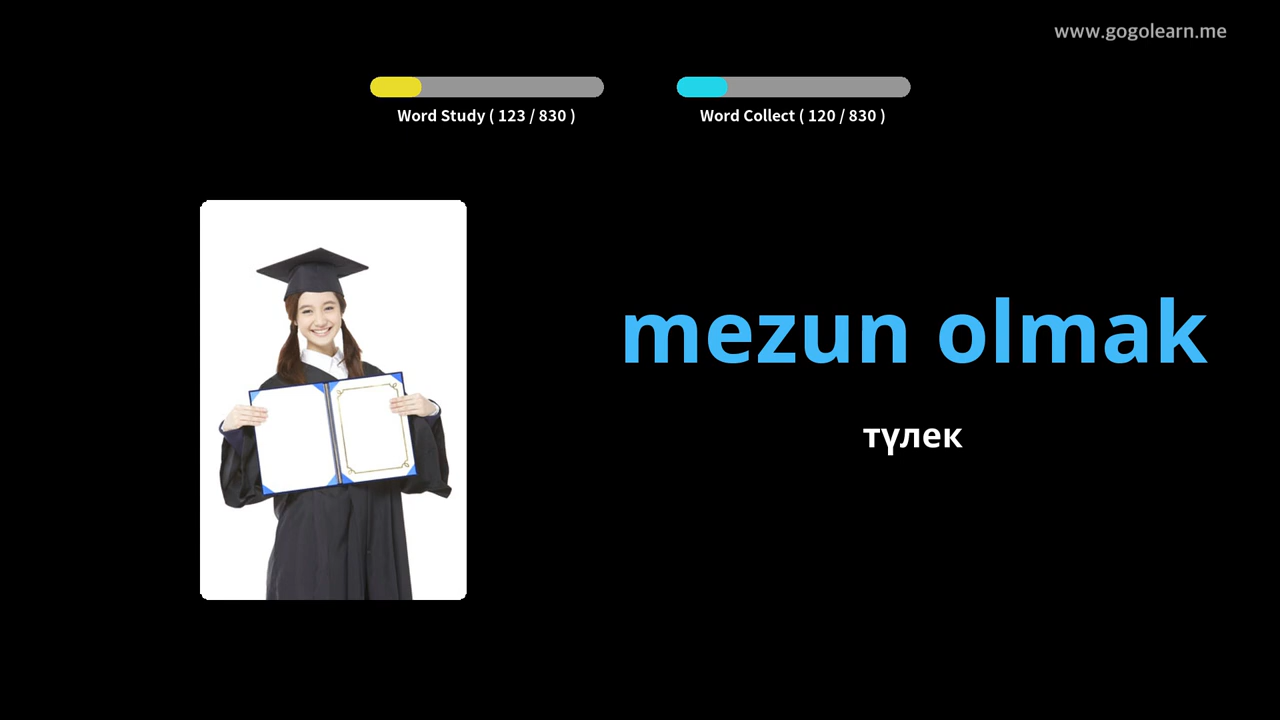 www.gogolearn.me
Word Study ( 123 / 830 )
Word Collect ( 120 / 830 )
mezun olmak
түлек